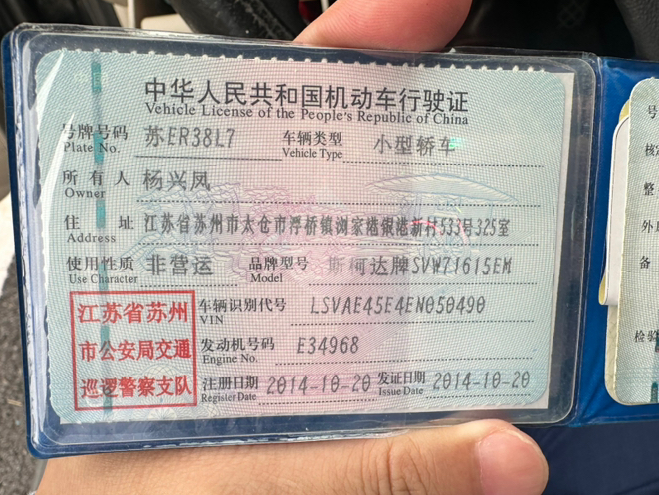 中华人民共和国机动车行驶证
Vehicle License of the People's Republic of China
号牌号码 苏ER38L7 车辆类型 小型轿车
Plate No. Vehicle Type
所有人 杨兴凤
Owner
住址 江苏省苏州市太仓市浮桥镇浏家港银港新村533号325室
Address
使用性质 非营运 品牌型号 斯柯达牌SVW71615EM
Use Character Model
江苏省苏州
市公安局交通
巡逻警察支队
车辆识别代号 LSVAE45E4EN050490
VIN
发动机号码 E34968
Engine No.
注册日期 2014-10-20 发证日期 2014-10-20
Register Date Issue Date
号
核定
整
外
备
检验